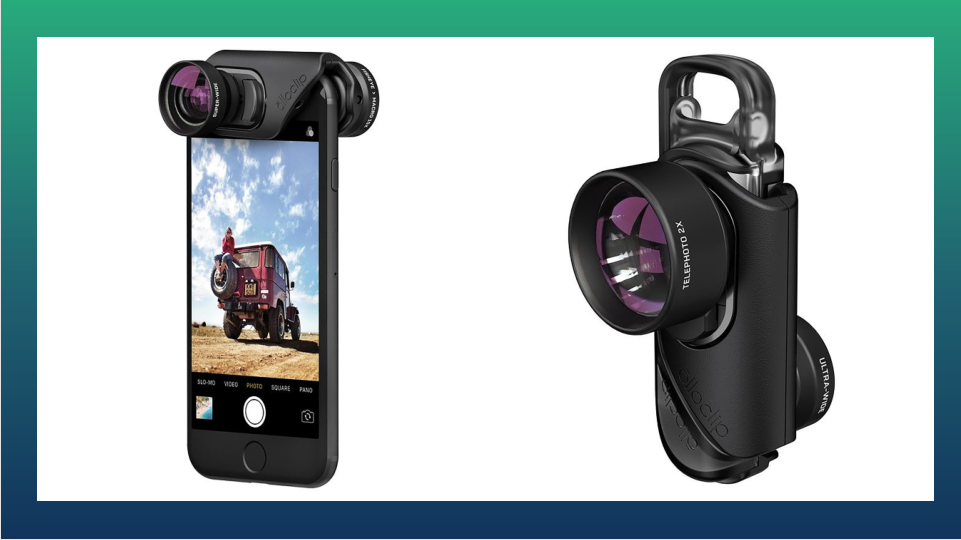 olloclip
SUPER-WIDE
SLO-MO VIDEO PHOTO SQUARE PANO
TELEPHOTO 2X
olloclip
ULTRA-WIDE